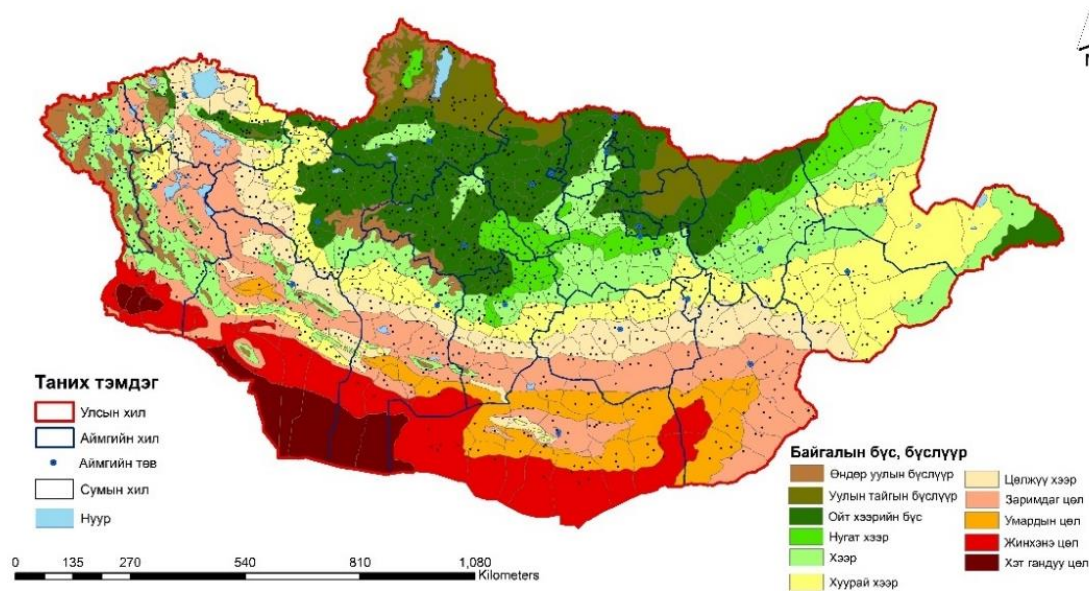 N
Таних тэмдэг
Улсын хил
Аймгийн хил
Аймгийн төв
Сумын хил
Нуур
0 135 270 540 810 1,080
Kilometers
Байгалын бүс, бүслүүр
Өндөр уулын бүслүүр
Уулын тайгын бүслүүр
Ойт хээрийн бүс
Нугат хээр
Хээр
Хуурай хээр
Цөлжүү хээр
Заримдаг цөл
Умардын цөл
Жинхэнэ цөл
Хэт гандуу цөл